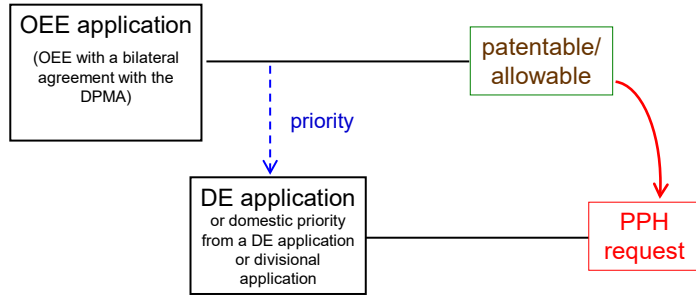 OEE application
(OEE with a bilateral
agreement with the
DPMA)
patentable/
allowable
priority
DE application
or domestic priority
from a DE application
or divisional
application
PPH
request